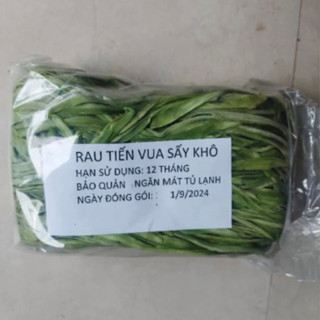 RAU TIẾN VUA SẤY KHÔ
HẠN SỬ DỤNG: 12 THÁNG
BẢO QUẢN : NGĂN MÁT TỦ LẠNH
NGÀY ĐÓNG GÓI: 1/9/2024